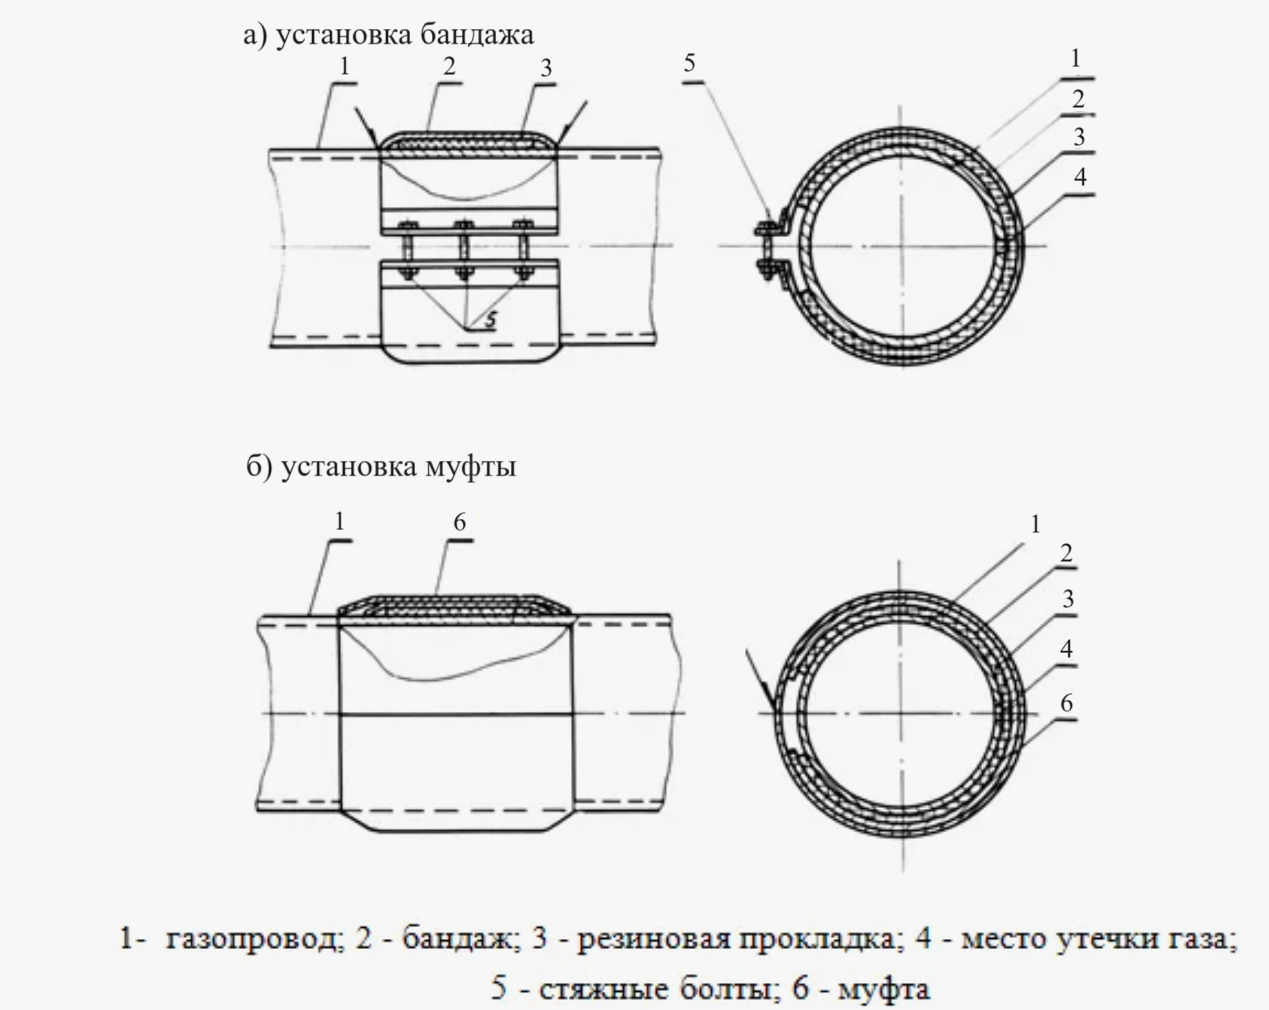 а) установка бандажа
1 2 3 5 1
2
3
4
5
б) установка муфты
1 6 1
2
3
4
6
1- газопровод; 2 - бандаж; 3 - резиновая прокладка; 4 - место утечки газа;
5 - стяжные болты; 6 - муфта